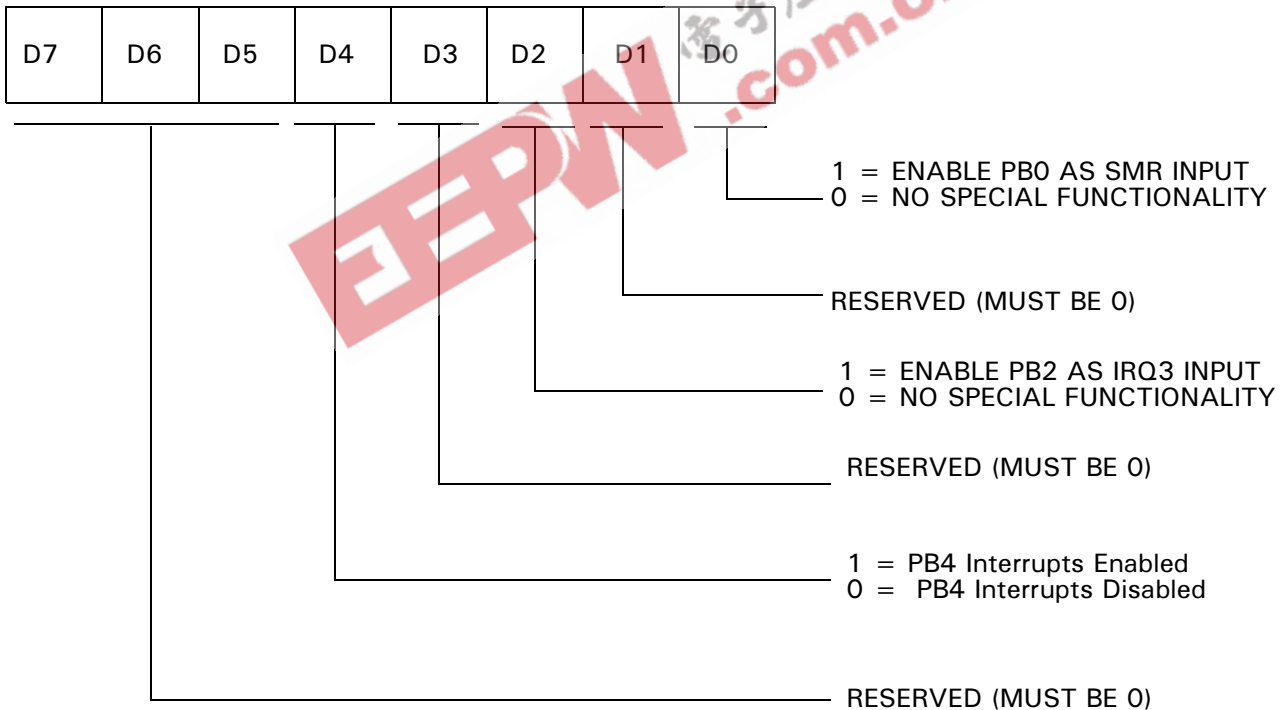 D7 D6 D5 D4 D3 D2 D1 D0
EEPW
.com.c
1 = ENABLE PB0 AS SMR INPUT
0 = NO SPECIAL FUNCTIONALITY
RESERVED (MUST BE 0)
1 = ENABLE PB2 AS IRQ3 INPUT
0 = NO SPECIAL FUNCTIONALITY
RESERVED (MUST BE 0)
1 = PB4 Interrupts Enabled
0 = PB4 Interrupts Disabled
RESERVED (MUST BE 0)